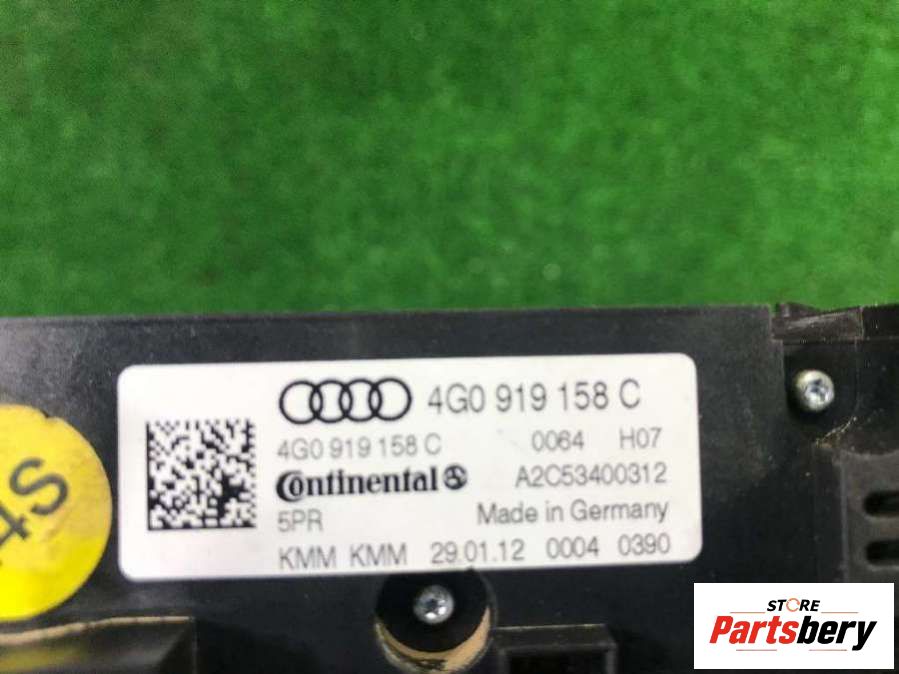 4G0 919 158 C
4G0 919 158 C 0064 H07
Continental A2C53400312
5PR Made in Germany
KMM KMM 29.01.12 0004 0390
4S
STORE
Partsbery